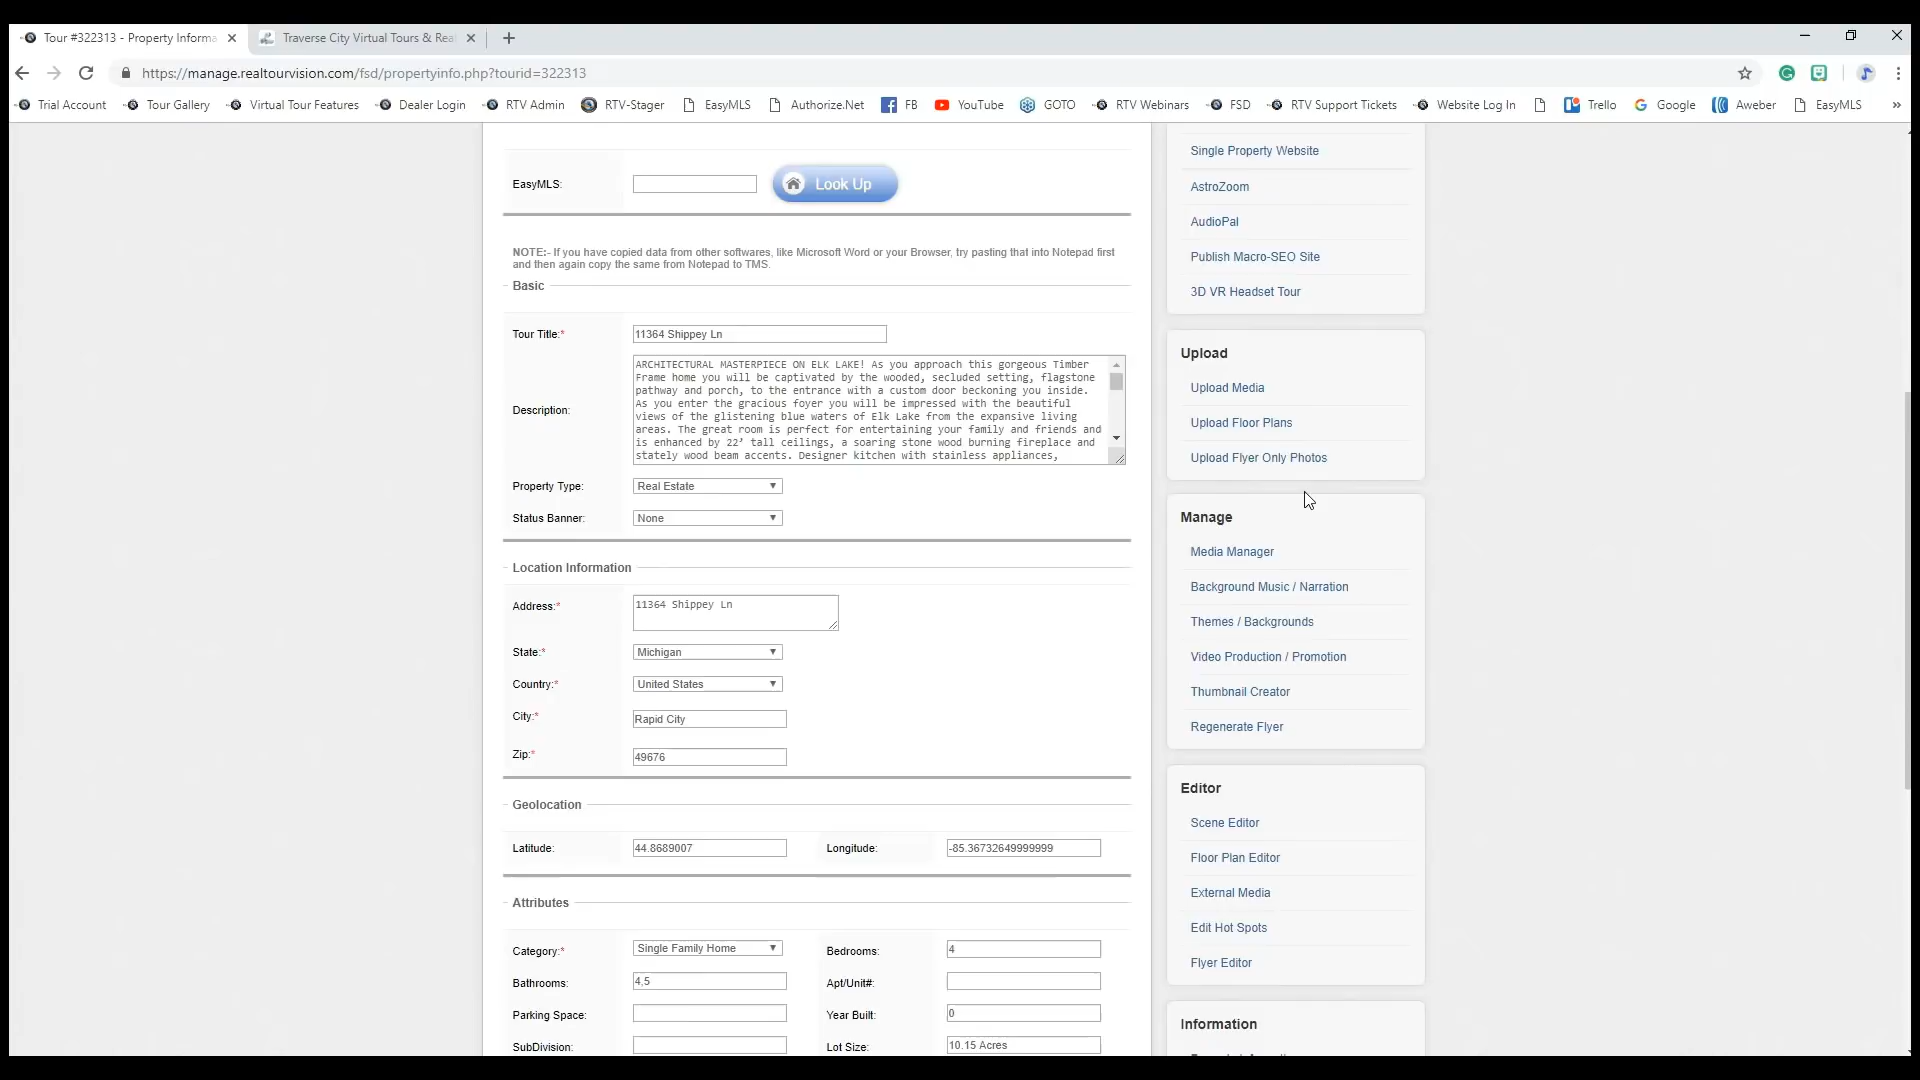 Tour #322313 - Property Informa
Traverse City Virtual Tours & Rea
https://manage.realtourvision.com/fsd/propertyinfo.php?tourid=322313
Trial Account
Tour Gallery
Virtual Tour Features
Dealer Login
RTV Admin
RTV-Stager
EasyMLS
Authorize.Net
FB
YouTube
GOTO
RTV Webinars
FSD
RTV Support Tickets
Website Log In
Trello
Google
Aweber
EasyMLS
»
EasyMLS:
Look Up
NOTE:- If you have copied data from other softwares, like Microsoft Word or your Browser, try pasting that into Notepad first
and then again copy the same from Notepad to TMS.
Basic
Tour Title:*
11364 Shippey Ln
Description:
ARCHITECTURAL MASTERPIECE ON ELK LAKE! As you approach this gorgeous Timber
Frame home you will be captivated by the wooded, secluded setting, flagstone
pathway and porch, to the entrance with a custom door beckoning you inside.
As you enter the gracious foyer you will be impressed with the beautiful
views of the glistening blue waters of Elk Lake from the expansive living
areas. The great room is perfect for entertaining your family and friends and
is enhanced by 22’ tall ceilings, a soaring stone wood burning fireplace and
stately wood beam accents. Designer kitchen with stainless appliances,
Property Type:
Real Estate
Status Banner:
None
Location Information
Address:*
11364 Shippey Ln
State:*
Michigan
Country:*
United States
City:*
Rapid City
Zip:*
49676
Geolocation
Latitude:
44.8689007
Longitude:
-85.36732649999999
Attributes
Category:*
Single Family Home
Bedrooms:
4
Bathrooms:
4,5
Apt/Unit#:
Parking Space:
Year Built:
0
SubDivision:
Lot Size:
10.15 Acres
Single Property Website
AstroZoom
AudioPal
Publish Macro-SEO Site
3D VR Headset Tour
Upload
Upload Media
Upload Floor Plans
Upload Flyer Only Photos
Manage
Media Manager
Background Music / Narration
Themes / Backgrounds
Video Production / Promotion
Thumbnail Creator
Regenerate Flyer
Editor
Scene Editor
Floor Plan Editor
External Media
Edit Hot Spots
Flyer Editor
Information